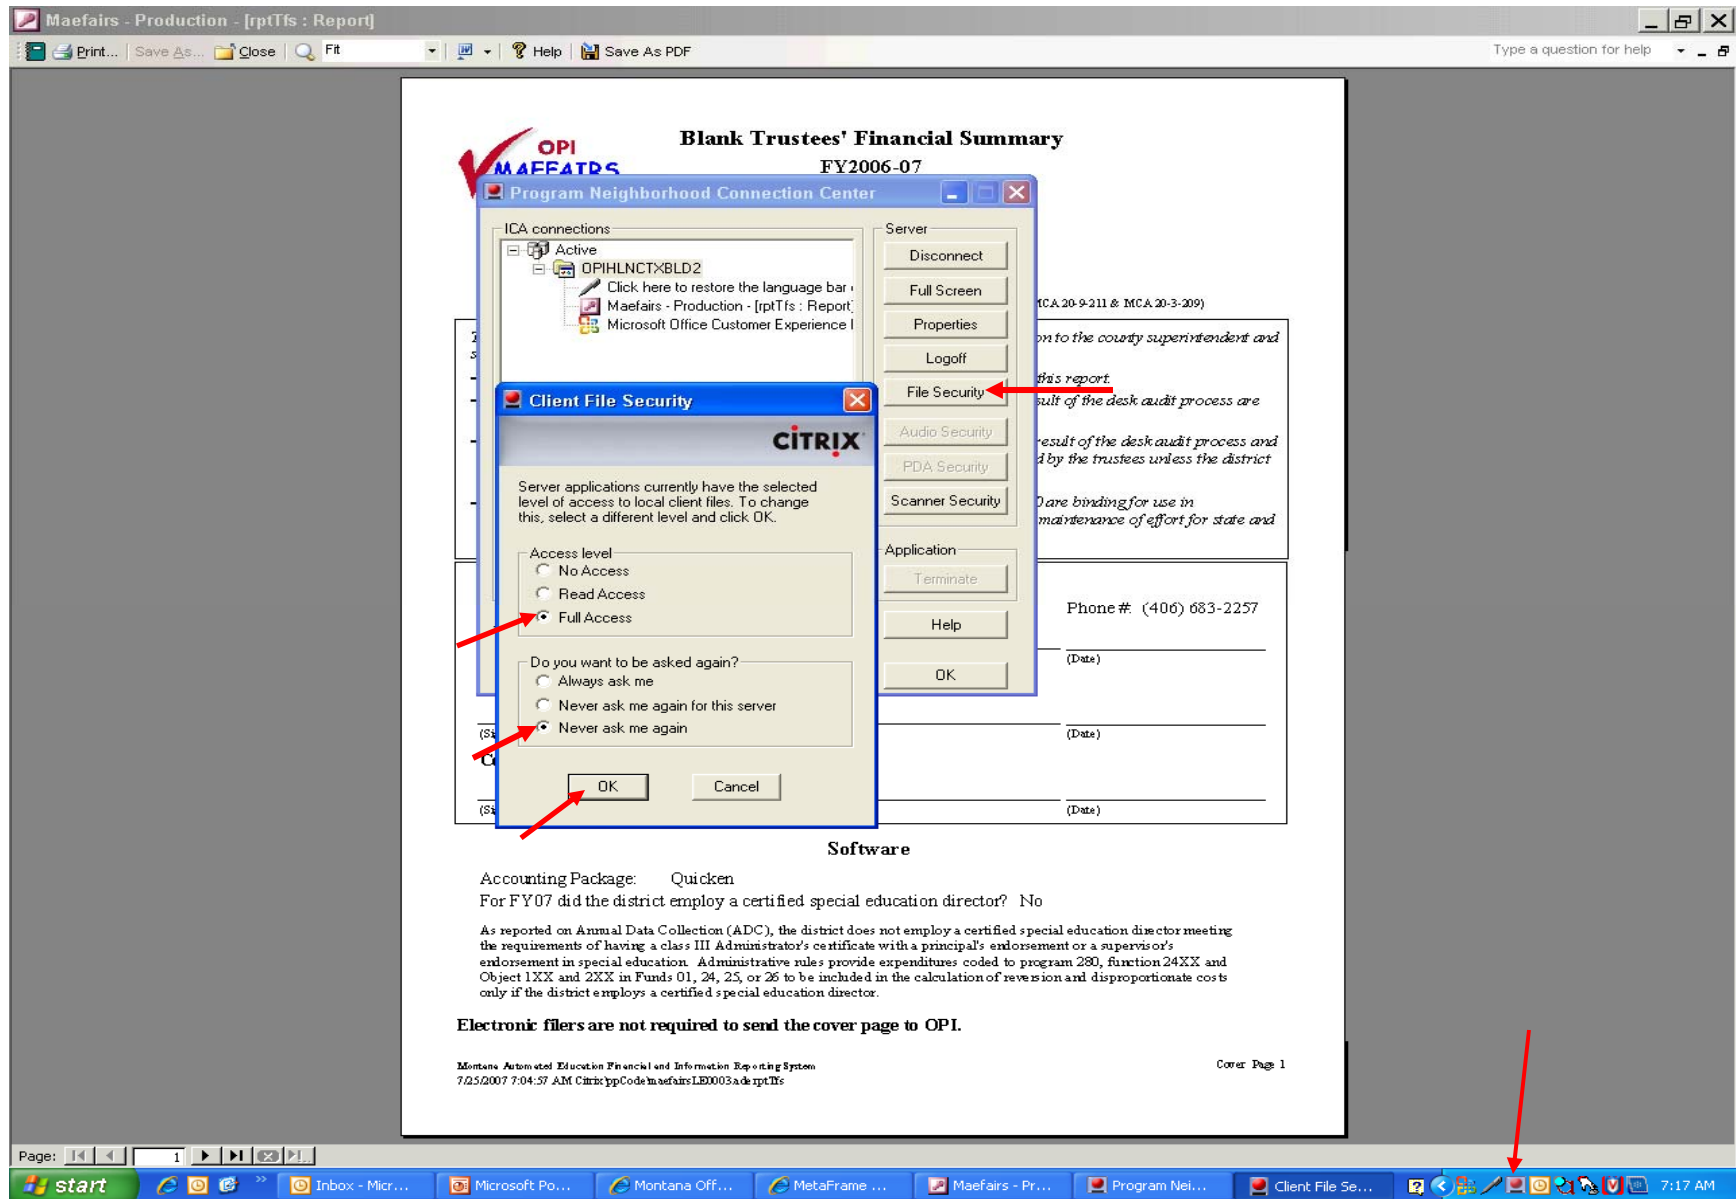 Maefairs - Production - [rptTfs : Report]
Print... Save As... Close Fit Help Save As PDF Type a question for help
OPI
MAEFAIRS
Blank Trustees' Financial Summary
FY2006-07
Program Neighborhood Connection Center
ICA connections
Active
OPIHLNCTXBLD2
Click here to restore the language bar
Maefairs - Production - [rptTfs : Report]
Microsoft Office Customer Experience I
Server
Disconnect
Full Screen
Properties
Logoff
File Security
Audio Security
PDA Security
Scanner Security
Application
Terminate
Help
OK
MCA 20-9-211 & MCA 20-3-209)
on to the county superintendent and
this report.
sult of the desk audit process are
result of the desk audit process and
d by the trustees unless the district
0 are binding for use in
maintenance of effort for state and
Client File Security
CITRIX
Server applications currently have the selected
level of access to local client files. To change
this, select a different level and click OK.
Access level
No Access
Read Access
Full Access
Do you want to be asked again?
Always ask me
Never ask me again for this server
Never ask me again
OK Cancel
Phone #: (406) 683-2257
(Date)
(Date)
(Date)
Software
Accounting Package: Quicken
For FY07 did the district employ a certified special education director? No
As reported on Annual Data Collection (ADC), the district does not employ a certified special education director meeting
the requirements of having a class III Administrator's certificate with a principal's endorsement or a supervisor's
endorsement in special education. Administrative rules provide expenditures coded to program 280, function 24XX and
Object 1XX and 2XX in Funds 01, 24, 25, or 26 to be included in the calculation of reversion and disproportionate costs
only if the district employs a certified special education director.
Electronic filers are not required to send the cover page to OPI.
Montana Automated Education Financial and Information Reporting System
Cover Page 1
7/25/2007 7:04:57 AM
Page: 1
start Inbox - Micr... Microsoft Po... Montana Off... MetaFrame ... Maefairs - Pr... Program Nei... Client File Se... 7:17 AM